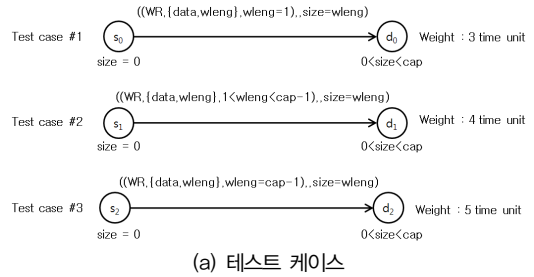 ((WR,{data,wleng},wleng=1),,size=wleng)
Test case #1 s0 d0 Weight : 3 time unit
size = 0 0<size<cap
((WR,{data,wleng},1<wleng<cap-1),,size=wleng)
Test case #2 s1 d1 Weight : 4 time unit
size = 0 0<size<cap
((WR,{data,wleng},wleng=cap-1),,size=wleng)
Test case #3 s2 d2 Weight : 5 time unit
size = 0 0<size<cap
(a) 테스트 케이스